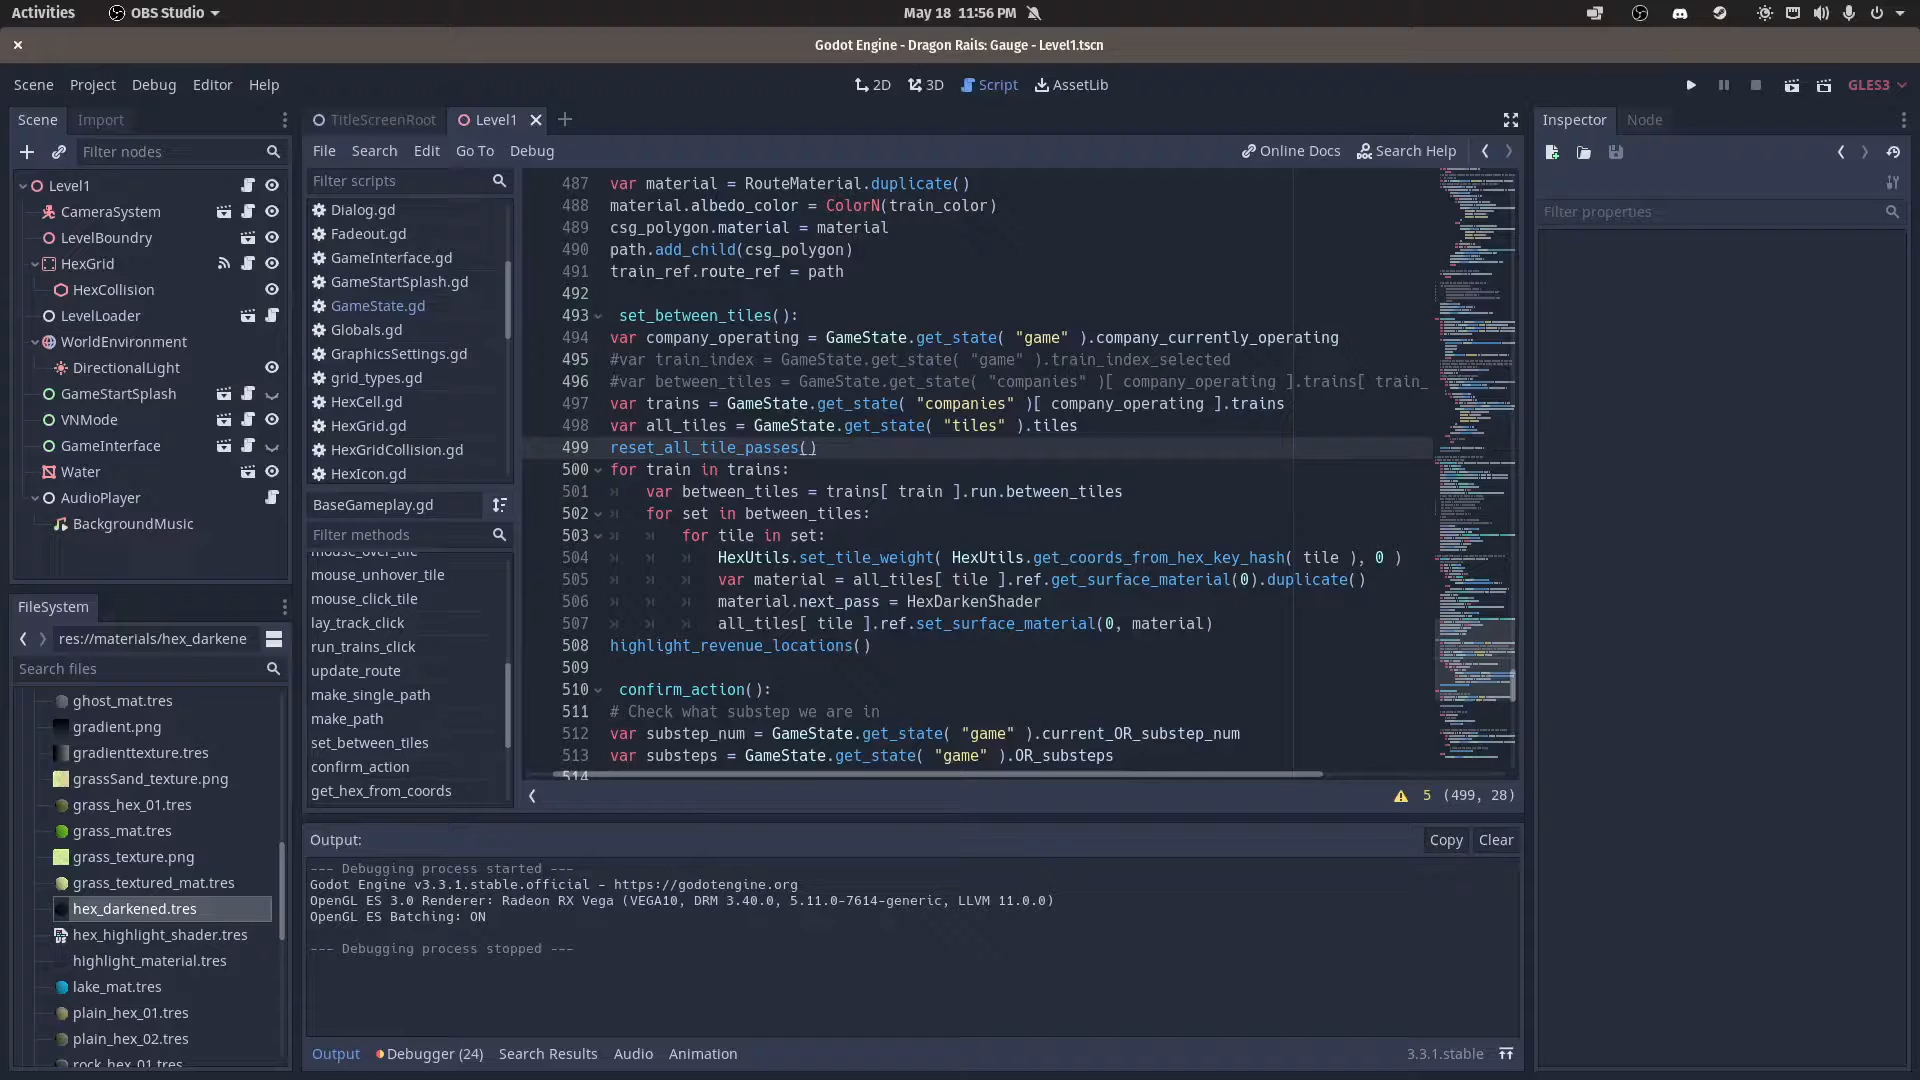 Activities
OBS Studio
May 18 11:56 PM
Godot Engine - Dragon Rails: Gauge - Level1.tscn
Scene Project Debug Editor Help
2D 3D Script AssetLib
GLES3
Scene Import
Filter nodes
Level1
CameraSystem
LevelBoundry
HexGrid
HexCollision
LevelLoader
WorldEnvironment
DirectionalLight
GameStartSplash
VNMode
GameInterface
Water
AudioPlayer
BackgroundMusic
FileSystem
res://materials/hex_darkene
Search files
ghost_mat.tres
gradient.png
gradienttexture.tres
grassSand_texture.png
grass_hex_01.tres
grass_mat.tres
grass_texture.png
grass_textured_mat.tres
hex_darkened.tres
hex_highlight_shader.tres
highlight_material.tres
lake_mat.tres
plain_hex_01.tres
plain_hex_02.tres
rock_hex_01.tres
TitleScreenRoot Level1
File Search Edit Go To Debug
Online Docs Search Help
Filter scripts
Dialog.gd
Fadeout.gd
GameInterface.gd
GameStartSplash.gd
GameState.gd
Globals.gd
GraphicsSettings.gd
grid_types.gd
HexCell.gd
HexGrid.gd
HexGridCollision.gd
HexIcon.gd
BaseGameplay.gd
Filter methods
mouse_over_tile
mouse_unhover_tile
mouse_click_tile
lay_track_click
run_trains_click
update_route
make_single_path
make_path
set_between_tiles
confirm_action
get_hex_from_coords
487 var material = RouteMaterial.duplicate()
488 material.albedo_color = ColorN(train_color)
489 csg_polygon.material = material
490 path.add_child(csg_polygon)
491 train_ref.route_ref = path
492
493 set_between_tiles():
494 var company_operating = GameState.get_state( "game" ).company_currently_operating
495 #var train_index = GameState.get_state( "game" ).train_index_selected
496 #var between_tiles = GameState.get_state( "companies" )[ company_operating ].trains[ train_
497 var trains = GameState.get_state( "companies" )[ company_operating ].trains
498 var all_tiles = GameState.get_state( "tiles" ).tiles
499 reset_all_tile_passes()
500 for train in trains:
501 var between_tiles = trains[ train ].run.between_tiles
502 for set in between_tiles:
503 for tile in set:
504 HexUtils.set_tile_weight( HexUtils.get_coords_from_hex_key_hash( tile ), 0 )
505 var material = all_tiles[ tile ].ref.get_surface_material(0).duplicate()
506 material.next_pass = HexDarkenShader
507 all_tiles[ tile ].ref.set_surface_material(0, material)
508 highlight_revenue_locations()
509
510 confirm_action():
511 # Check what substep we are in
512 var substep_num = GameState.get_state( "game" ).current_OR_substep_num
513 var substeps = GameState.get_state( "game" ).OR_substeps
514
5 (499, 28)
Output:
Copy Clear
--- Debugging process started ---
Godot Engine v3.3.1.stable.official - https://godotengine.org
OpenGL ES 3.0 Renderer: Radeon RX Vega (VEGA10, DRM 3.40.0, 5.11.0-7614-generic, LLVM 11.0.0)
OpenGL ES Batching: ON
--- Debugging process stopped ---
Output Debugger (24) Search Results Audio Animation
3.3.1.stable
Inspector Node
Filter properties